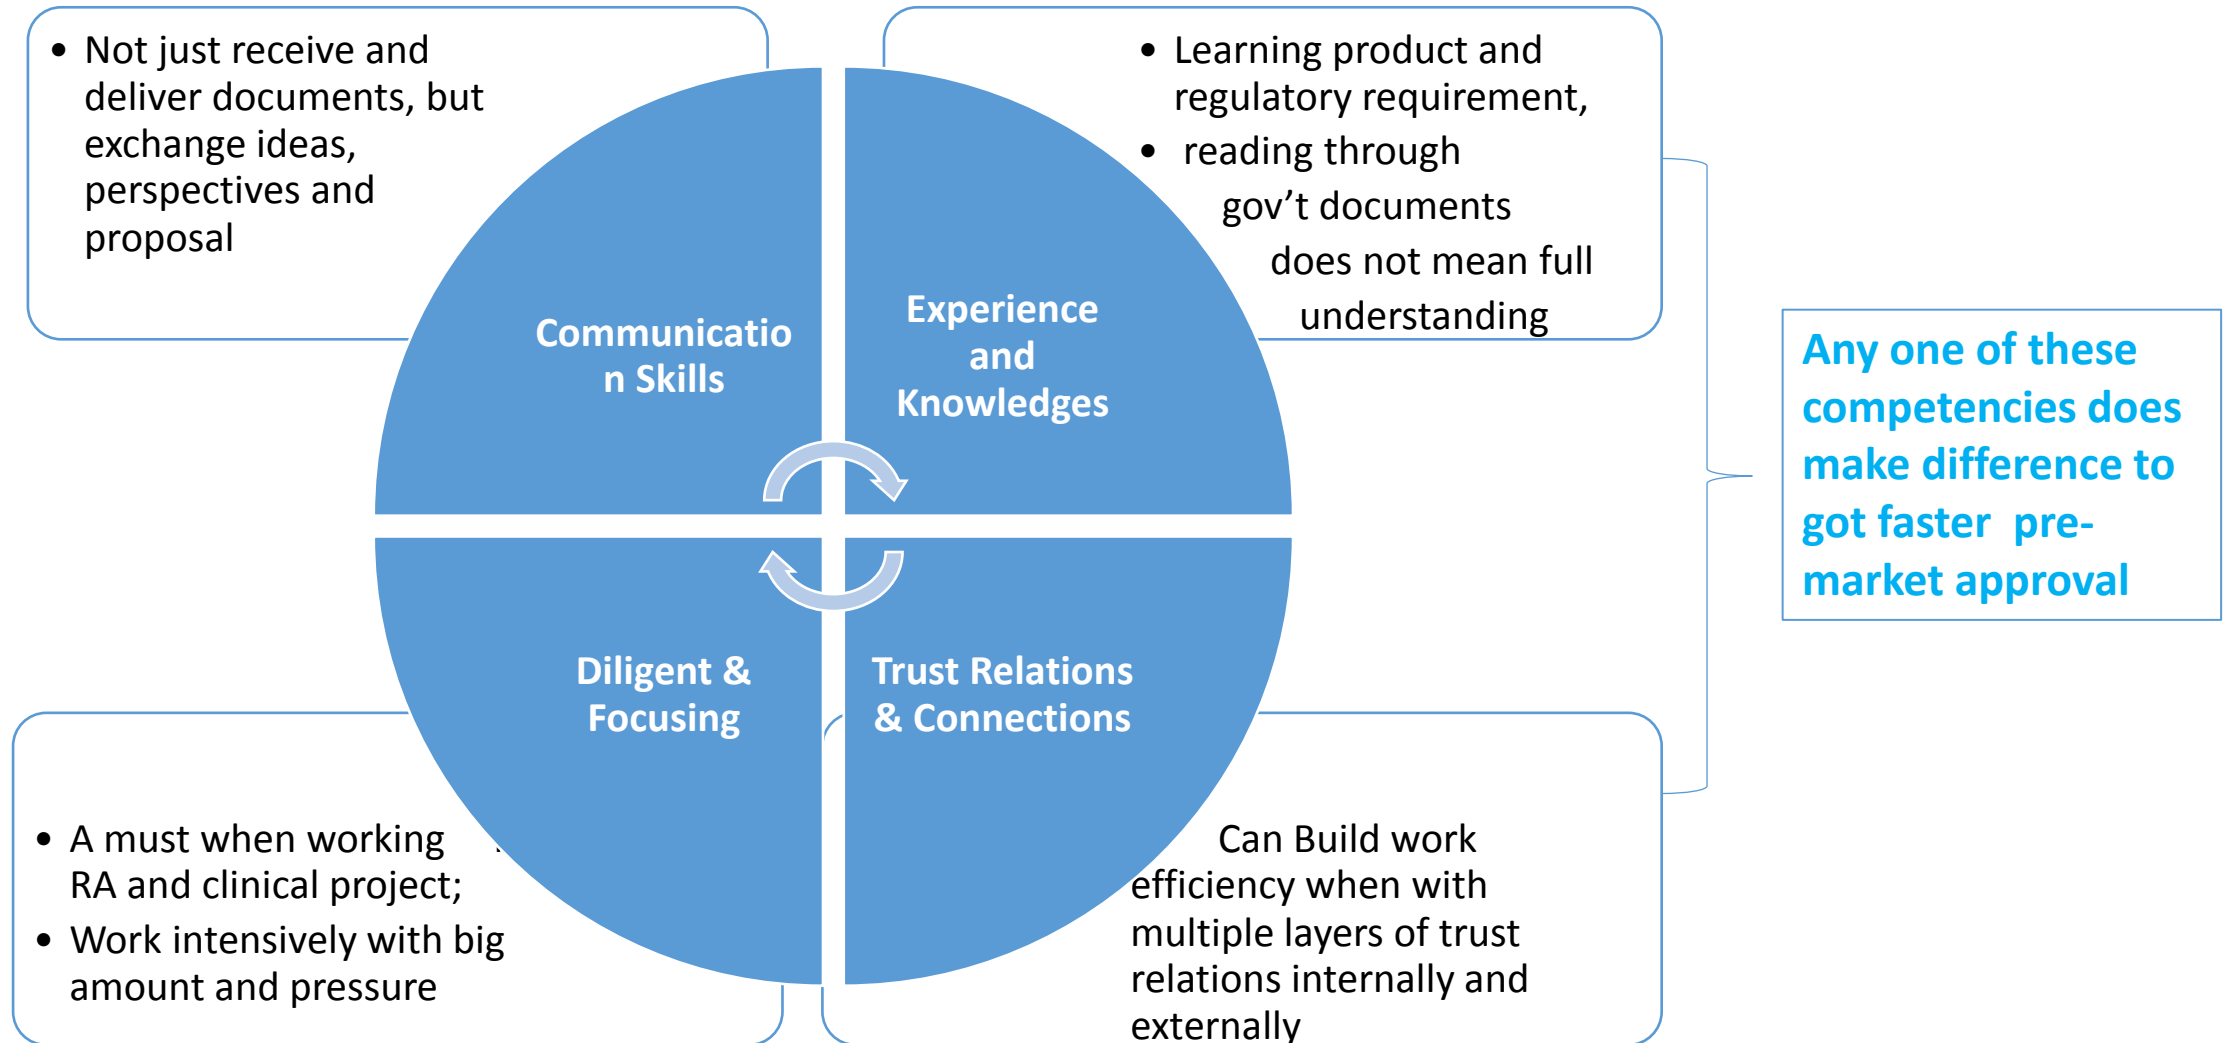 • Not just receive and
deliver documents, but
exchange ideas,
perspectives and
proposal
• Learning product and
regulatory requirement,
• reading through
gov’t documents
does not mean full
understanding
Communicatio
n Skills
Experience
and
Knowledges
Diligent &
Focusing
Trust Relations
& Connections
• A must when working
RA and clinical project;
• Work intensively with big
amount and pressure
Can Build work
efficiency when with
multiple layers of trust
relations internally and
externally
Any one of these
competencies does
make difference to
got faster pre-
market approval